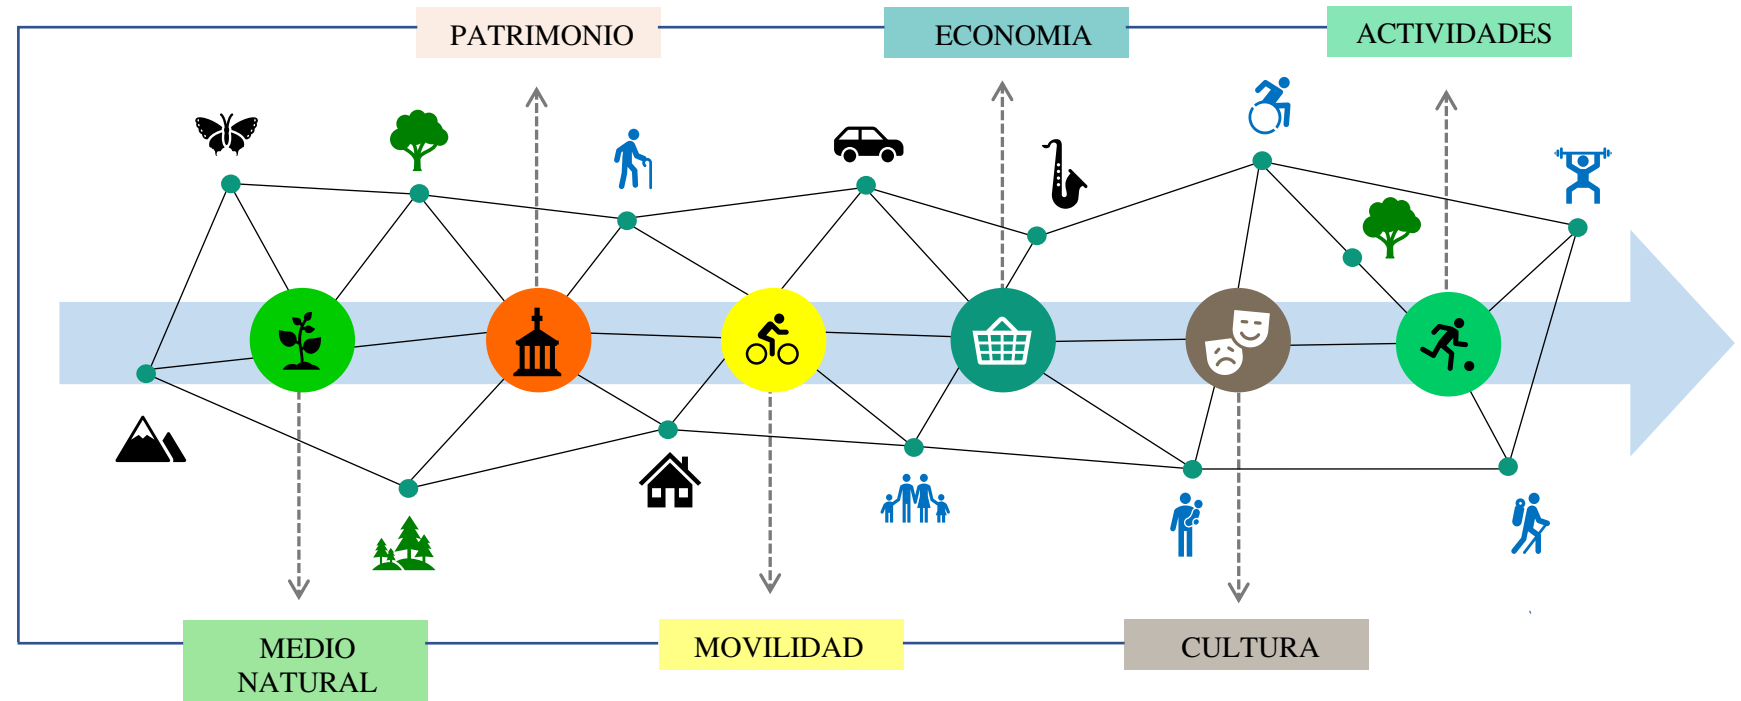 PATRIMONIO
ECONOMIA
ACTIVIDADES
MEDIO
NATURAL
MOVILIDAD
CULTURA